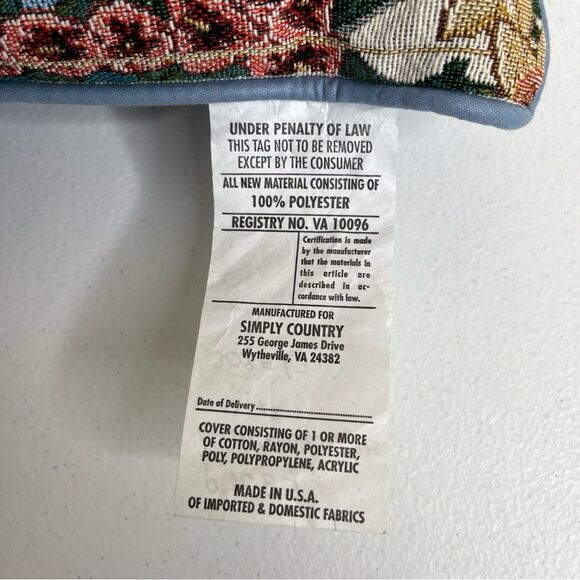 UNDER PENALTY OF LAW
THIS TAG NOT TO BE REMOVED
EXCEPT BY THE CONSUMER
ALL NEW MATERIAL CONSISTING OF
100% POLYESTER
REGISTRY NO. VA 10096
Certification is made
by the manufacturer
that the materials in
this article are
described in ac-
cordance with law.
MANUFACTURED FOR
SIMPLY COUNTRY
255 George James Drive
Wytheville, VA 24382
Date of Delivery
COVER CONSISTING OF 1 OR MORE
OF COTTON, RAYON, POLYESTER,
POLY, POLYPROPYLENE, ACRYLIC
MADE IN U.S.A.
OF IMPORTED & DOMESTIC FABRICS